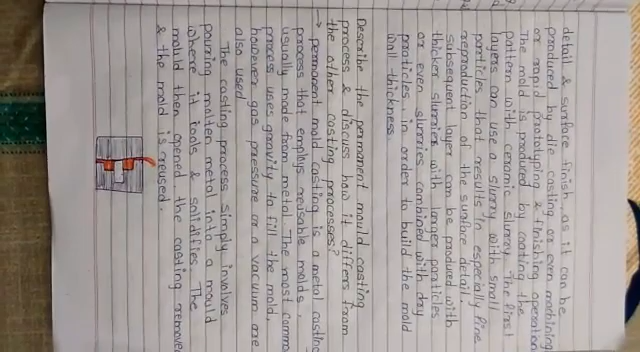 detail & surface finish, as it can be
produced by die casting or even machining
or rapid prototyping & finishing operation
The mold is produced by coating the
pattern with ceramic slurry. The first
layers can use a slurry with small
particles that results in especially fine
reproduction of the surface detail,
subsequent layer can be produced with
thicker slurries with larger particles
or even slurries combined with dry
particles. in order to build the mold
wall thickness.
Describe the permanent mould casting
process & discuss how it differs from
the other casting processes?
→ permanent mold casting is a metal casting
process that employs reusable molds,
usually made from metal. The most common
process uses gravity to fill the mold,
however gas pressure or a vacuum are
also used.
The casting process simply involves
pouring molten metal into a mould
where it cools & solidifies. The
mould then opened, the casting removed
& the mold is reused.